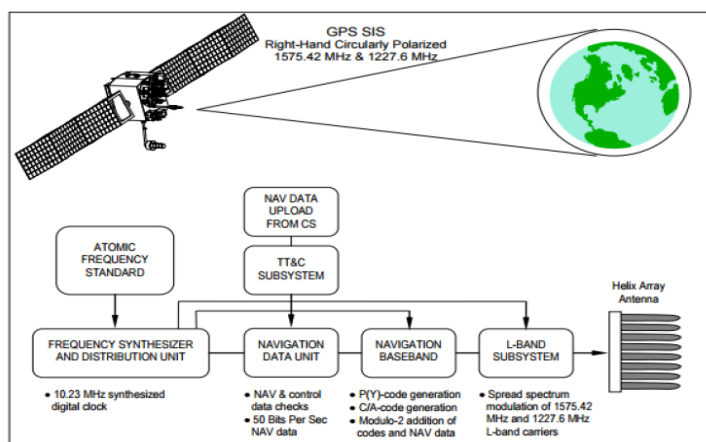 GPS SIS
Right-Hand Circularly Polarized
1575.42 MHz & 1227.6 MHz
NAV DATA
UPLOAD
FROM CS
ATOMIC
FREQUENCY
STANDARD
TT&C
SUBSYSTEM
Helix Array
Antenna
FREQUENCY SYNTHESIZER
AND DISTRIBUTION UNIT
NAVIGATION
DATA UNIT
NAVIGATION
BASEBAND
L-BAND
SUBSYSTEM
• 10.23 MHz synthesized
digital clock
• NAV & control
data checks
• 50 Bits Per Sec
NAV data
• P(Y)-code generation
• C/A-code generation
• Modulo-2 addition of
codes and NAV data
• Spread spectrum
modulation of 1575.42
MHz and 1227.6 MHz
L-band carriers